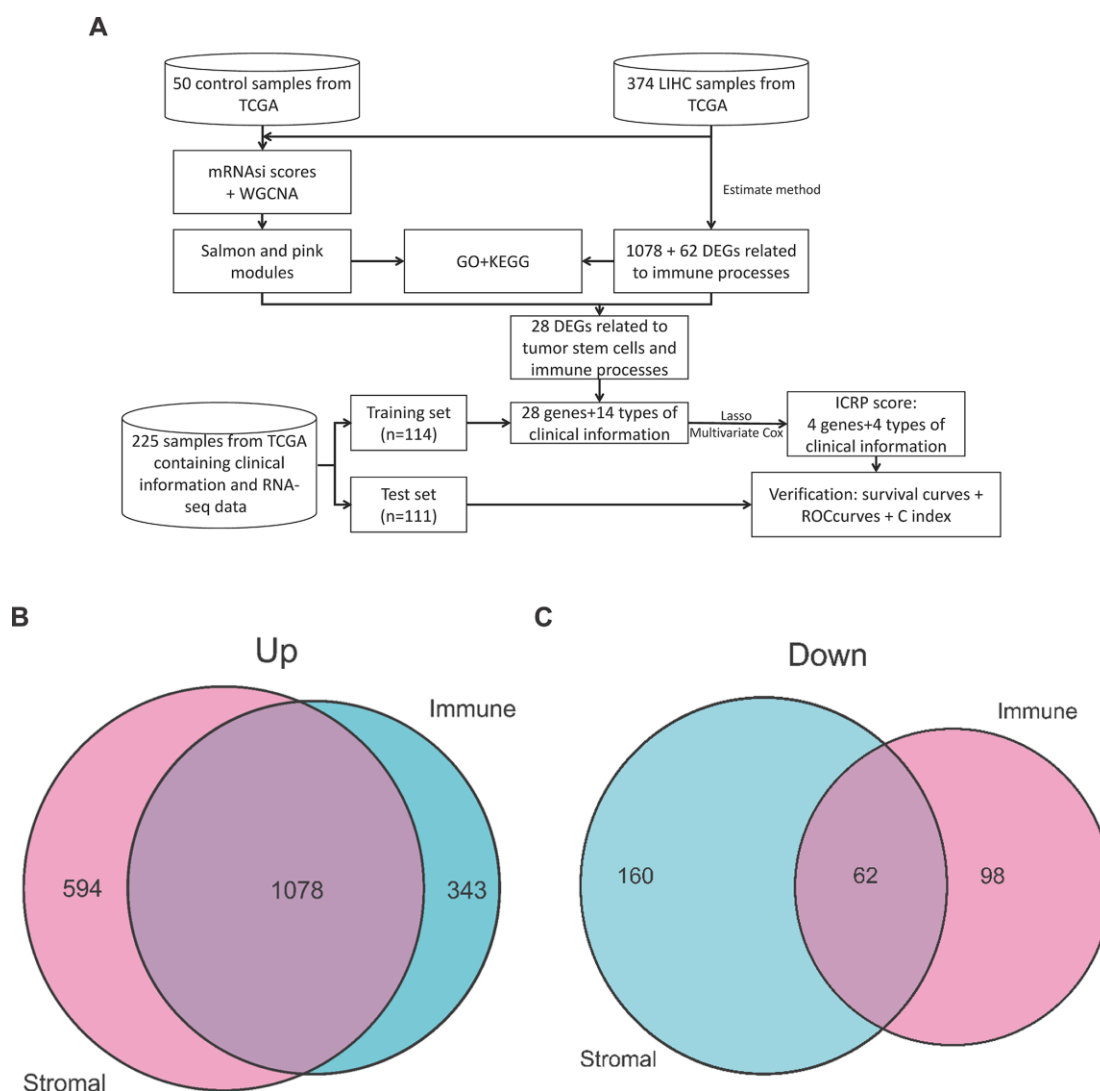 A
50 control samples from
TCGA
374 LIHC samples from
TCGA
mRNAsi scores
+ WGCNA
Estimate method
Salmon and pink
modules
GO+KEGG
1078 + 62 DEGs related
to immune processes
28 DEGs related to
tumor stem cells and
immune processes
225 samples from TCGA
containing clinical
information and RNA-
seq data
Training set
(n=114)
28 genes+14 types of
clinical information
Lasso
Multivariate Cox
ICRP score:
4 genes+4 types of
clinical information
Test set
(n=111)
Verification: survival curves +
ROCcurves + C index
B
Up
Immune
594
1078
343
Stromal
C
Down
Immune
160
62
98
Stromal